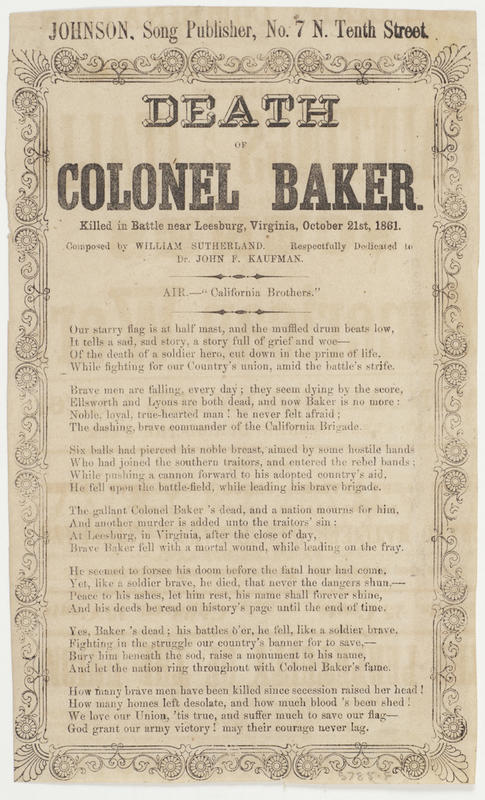 JOHNSON, Song Publisher, No. 7 N. Tenth Street.
DEATH
OF
COLONEL BAKER.
Killed in Battle near Leesburg, Virginia, October 21st, 1861.
Composed by WILLIAM SUTHERLAND. Respectfully Dedicated to
Dr. JOHN F. KAUFMAN.
AIR.—"California Brothers."
Our starry flag is at half mast, and the muffled drum beats low,
It tells a sad, sad story, a story full of grief and woe—
Of the death of a soldier hero, cut down in the prime of life,
While fighting for our Country's union, amid the battle's strife.
Brave men are falling, every day; they seem dying by the score,
Ellsworth and Lyons are both dead, and now Baker is no more:
Noble, loyal, true-hearted man! he never felt afraid;
The dashing, brave commander of the California Brigade.
Six balls had pierced his noble breast, aimed by some hostile hands
Who had joined the southern traitors, and entered the rebel bands;
While pushing a cannon forward to his adopted country's aid,
He fell upon the battle-field, while leading his brave brigade.
The gallant Colonel Baker 's dead, and a nation mourns for him,
And another murder is added unto the traitors' sin:
At Leesburg, in Virginia, after the close of day,
Brave Baker fell with a mortal wound, while leading on the fray.
He seemed to forsee his doom before the fatal hour had come,
Yet, like a soldier brave, he died, that never the dangers shun,—
Peace to his ashes, let him rest, his name shall forever shine,
And his deeds be read on history's page until the end of time.
Yes, Baker 's dead; his battles o'er, he fell, like a soldier brave,
Fighting in the struggle our country's banner for to save,—
Bury him beneath the sod, raise a monument to his name,
And let the nation ring throughout with Colonel Baker's fame.
How many brave men have been killed since secession raised her head!
How many homes left desolate, and how much blood 's been shed!
We love our Union, 'tis true, and suffer much to save our flag—
God grant our army victory! may their courage never lag.